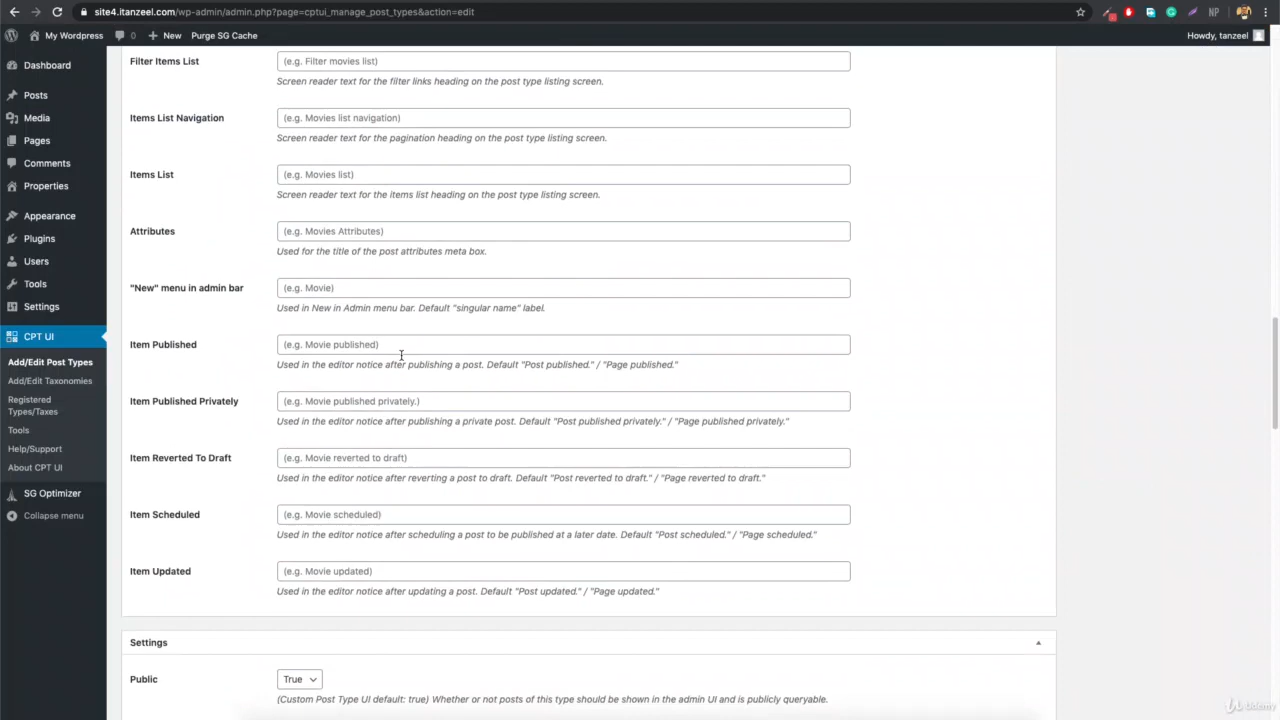 site4.itanzeel.com/wp-admin/admin.php?page=cptui_manage_post_types&action=edit
NP
My Wordpress
0
New
Purge SG Cache
Howdy, tanzeel
Dashboard
Posts
Media
Pages
Comments
Properties
Appearance
Plugins
Users
Tools
Settings
CPT UI
Add/Edit Post Types
Add/Edit Taxonomies
Registered
Types/Taxes
Tools
Help/Support
About CPT UI
SG Optimizer
Collapse menu
Filter Items List
(e.g. Filter movies list)
Screen reader text for the filter links heading on the post type listing screen.
Items List Navigation
(e.g. Movies list navigation)
Screen reader text for the pagination heading on the post type listing screen.
Items List
(e.g. Movies list)
Screen reader text for the items list heading on the post type listing screen.
Attributes
(e.g. Movies Attributes)
Used for the title of the post attributes meta box.
"New" menu in admin bar
(e.g. Movie)
Used in New in Admin menu bar. Default "singular name" label.
Item Published
(e.g. Movie published)
Used in the editor notice after publishing a post. Default "Post published." / "Page published."
Item Published Privately
(e.g. Movie published privately.)
Used in the editor notice after publishing a private post. Default "Post published privately." / "Page published privately."
Item Reverted To Draft
(e.g. Movie reverted to draft)
Used in the editor notice after reverting a post to draft. Default "Post reverted to draft." / "Page reverted to draft."
Item Scheduled
(e.g. Movie scheduled)
Used in the editor notice after scheduling a post to be published at a later date. Default "Post scheduled." / "Page scheduled."
Item Updated
(e.g. Movie updated)
Used in the editor notice after updating a post. Default "Post updated." / "Page updated."
Settings
Public
True
(Custom Post Type UI default: true) Whether or not posts of this type should be shown in the admin UI and is publicly queryable.
Udemy